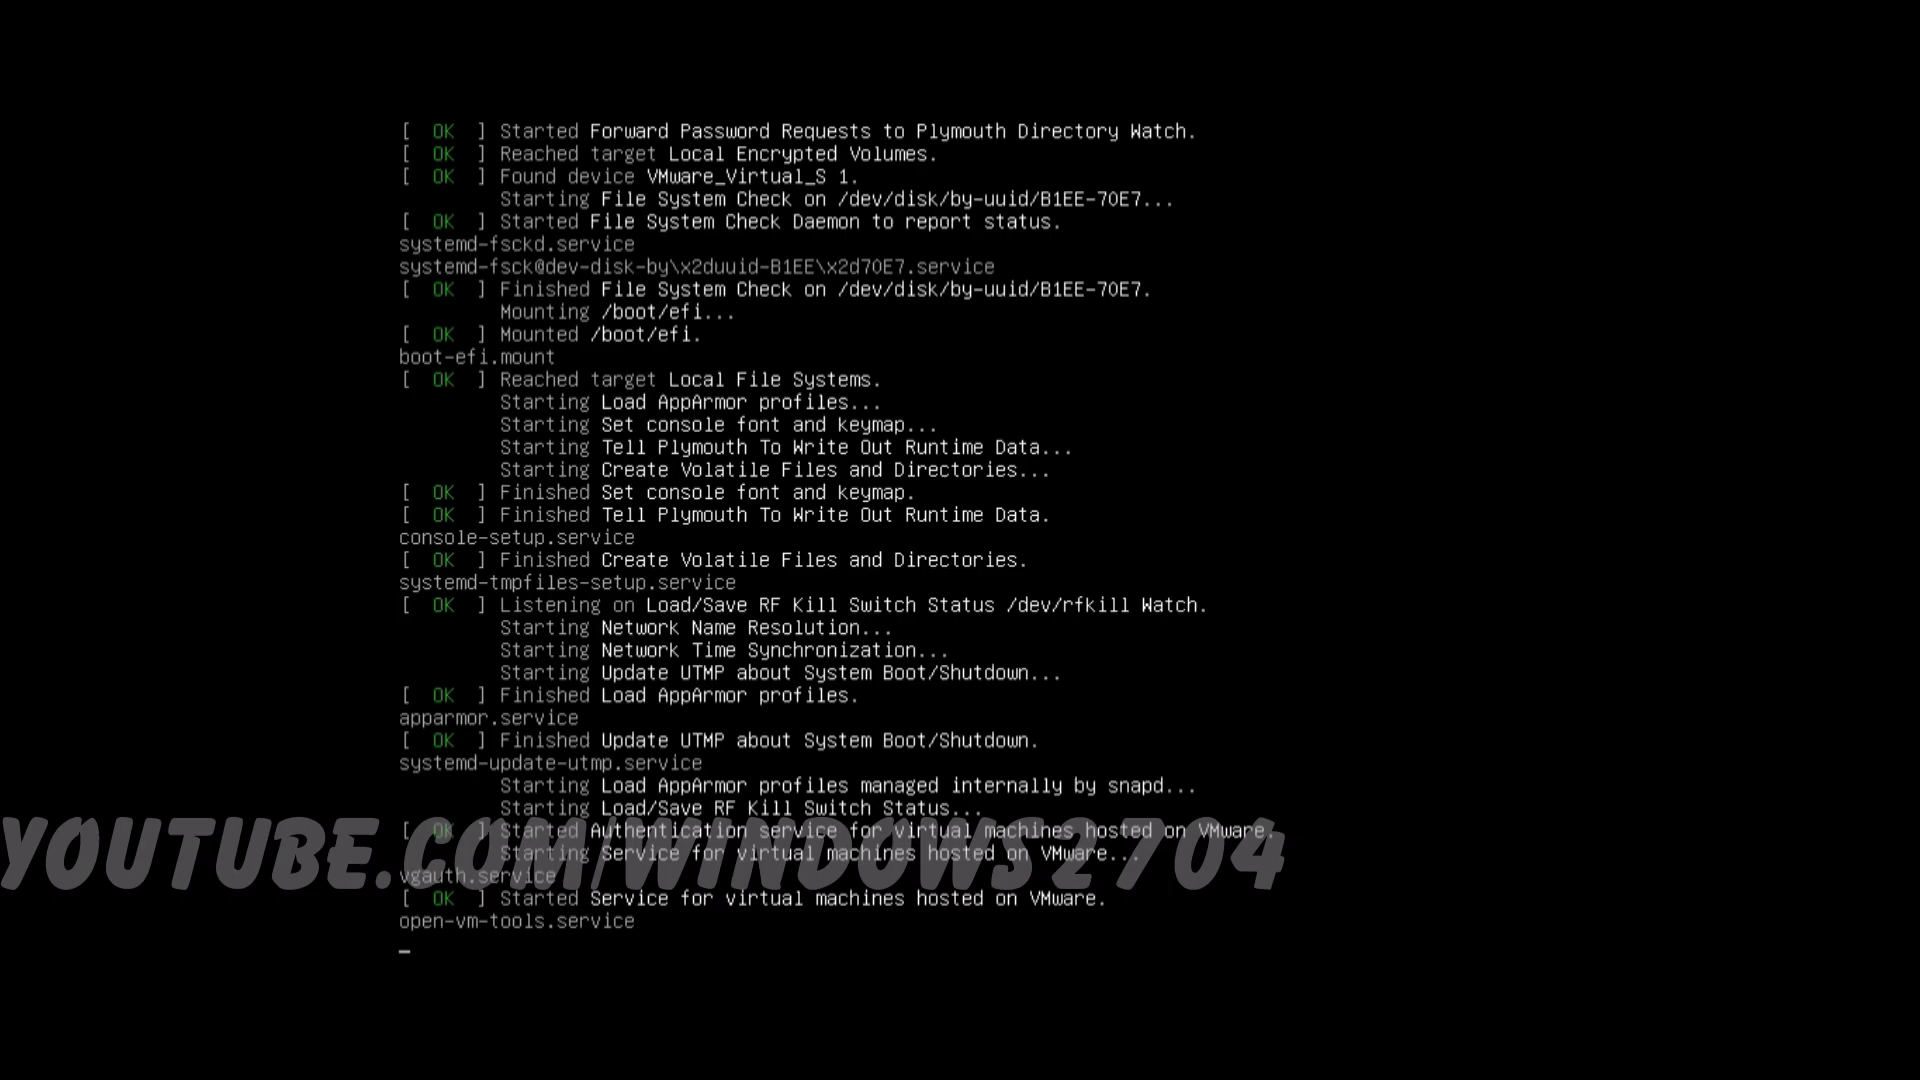 [  OK  ] Started Forward Password Requests to Plymouth Directory Watch.
[  OK  ] Reached target Local Encrypted Volumes.
[  OK  ] Found device VMware_Virtual_S 1.
         Starting File System Check on /dev/disk/by-uuid/B1EE-70E7...
[  OK  ] Started File System Check Daemon to report status.
systemd-fsckd.service
systemd-fsck@dev-disk-by\x2duuid-B1EE\x2d70E7.service
[  OK  ] Finished File System Check on /dev/disk/by-uuid/B1EE-70E7.
         Mounting /boot/efi...
[  OK  ] Mounted /boot/efi.
boot-efi.mount
[  OK  ] Reached target Local File Systems.
         Starting Load AppArmor profiles...
         Starting Set console font and keymap...
         Starting Tell Plymouth To Write Out Runtime Data...
         Starting Create Volatile Files and Directories...
[  OK  ] Finished Set console font and keymap.
[  OK  ] Finished Tell Plymouth To Write Out Runtime Data.
console-setup.service
[  OK  ] Finished Create Volatile Files and Directories.
systemd-tmpfiles-setup.service
[  OK  ] Listening on Load/Save RF Kill Switch Status /dev/rfkill Watch.
         Starting Network Name Resolution...
         Starting Network Time Synchronization...
         Starting Update UTMP about System Boot/Shutdown...
[  OK  ] Finished Load AppArmor profiles.
apparmor.service
[  OK  ] Finished Update UTMP about System Boot/Shutdown.
systemd-update-utmp.service
         Starting Load AppArmor profiles managed internally by snapd...
         Starting Load/Save RF Kill Switch Status...
[  OK  ] Started Authentication service for virtual machines hosted on VMware.
         Starting Service for virtual machines hosted on VMware...
YOUTUBE.COM/WINDOWS2704
vgauth.service
[  OK  ] Started Service for virtual machines hosted on VMware.
open-vm-tools.service